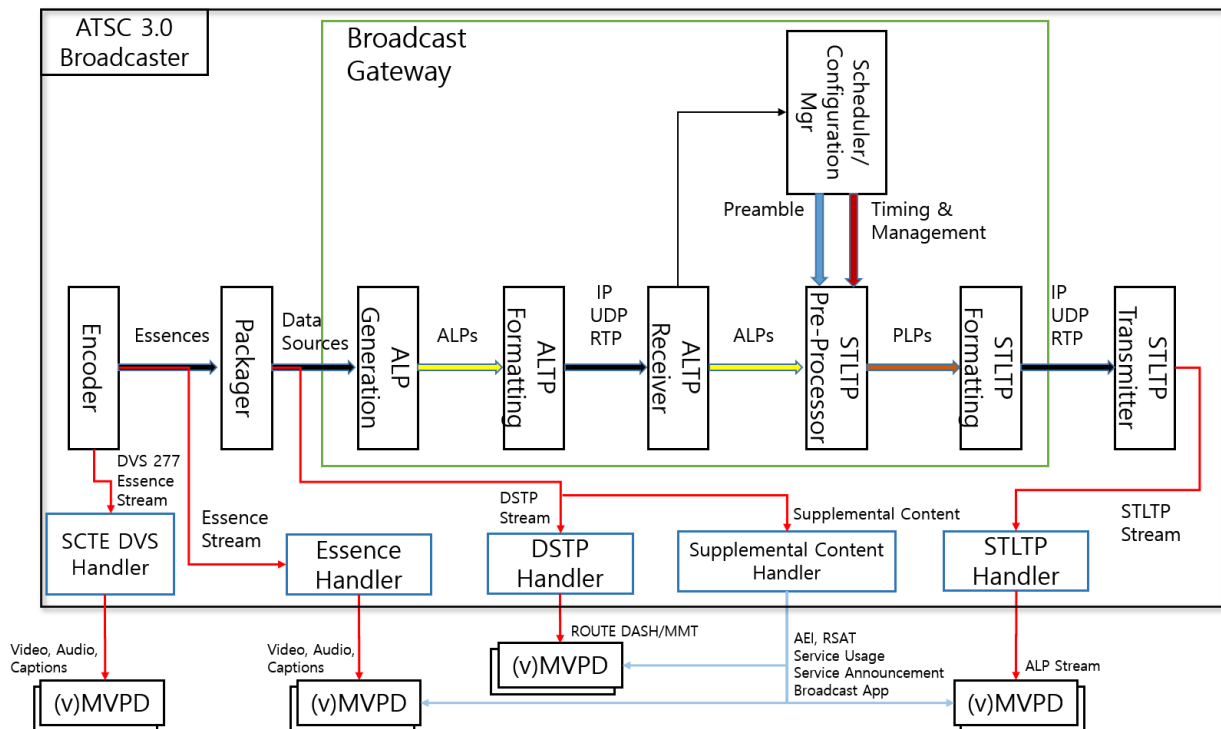 ATSC 3.0
Broadcaster
Broadcast
Gateway
Scheduler/
Configuration
Mgr
Preamble
Timing &
Management
Encoder
Essences
Packager
Data
Sources
ALP
Generation
ALPs
ALTP
Formatting
IP
UDP
RTP
ALTP
Receiver
ALPs
STLTP
Pre-Processor
PLPs
STLTP
Formatting
IP
UDP
RTP
STLTP
Transmitter
DVS 277
Essence
Stream
Essence
Stream
DSTP
Stream
Supplemental Content
STLTP
Stream
SCTE DVS
Handler
Essence
Handler
DSTP
Handler
Supplemental Content
Handler
STLTP
Handler
Video, Audio,
Captions
Video, Audio,
Captions
ROUTE DASH/MMT
AEI, RSAT
Service Usage
Service Announcement
Broadcast App
ALP Stream
(v)MVPD
(v)MVPD
(v)MVPD
(v)MVPD